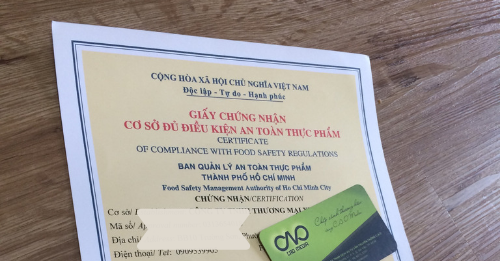 CỘNG HÒA XÃ HỘI CHỦ NGHĨA VIỆT NAM
Độc lập - Tự do - Hạnh phúc
GIẤY CHỨNG NHẬN
CƠ SỞ ĐỦ ĐIỀU KIỆN AN TOÀN THỰC PHẨM
CERTIFICATE
OF COMPLIANCE WITH FOOD SAFETY REGULATIONS
BAN QUẢN LÝ AN TOÀN THỰC PHẨM
THÀNH PHỐ HỒ CHÍ MINH
Food Safety Management Authority of Ho Chi Minh City
CHỨNG NHẬN/CERTIFICATION
Cơ sở/
THƯƠNG MẠI
Mã số/
Địa chỉ
Điện thoại/ Tel: 0909539905
CAO